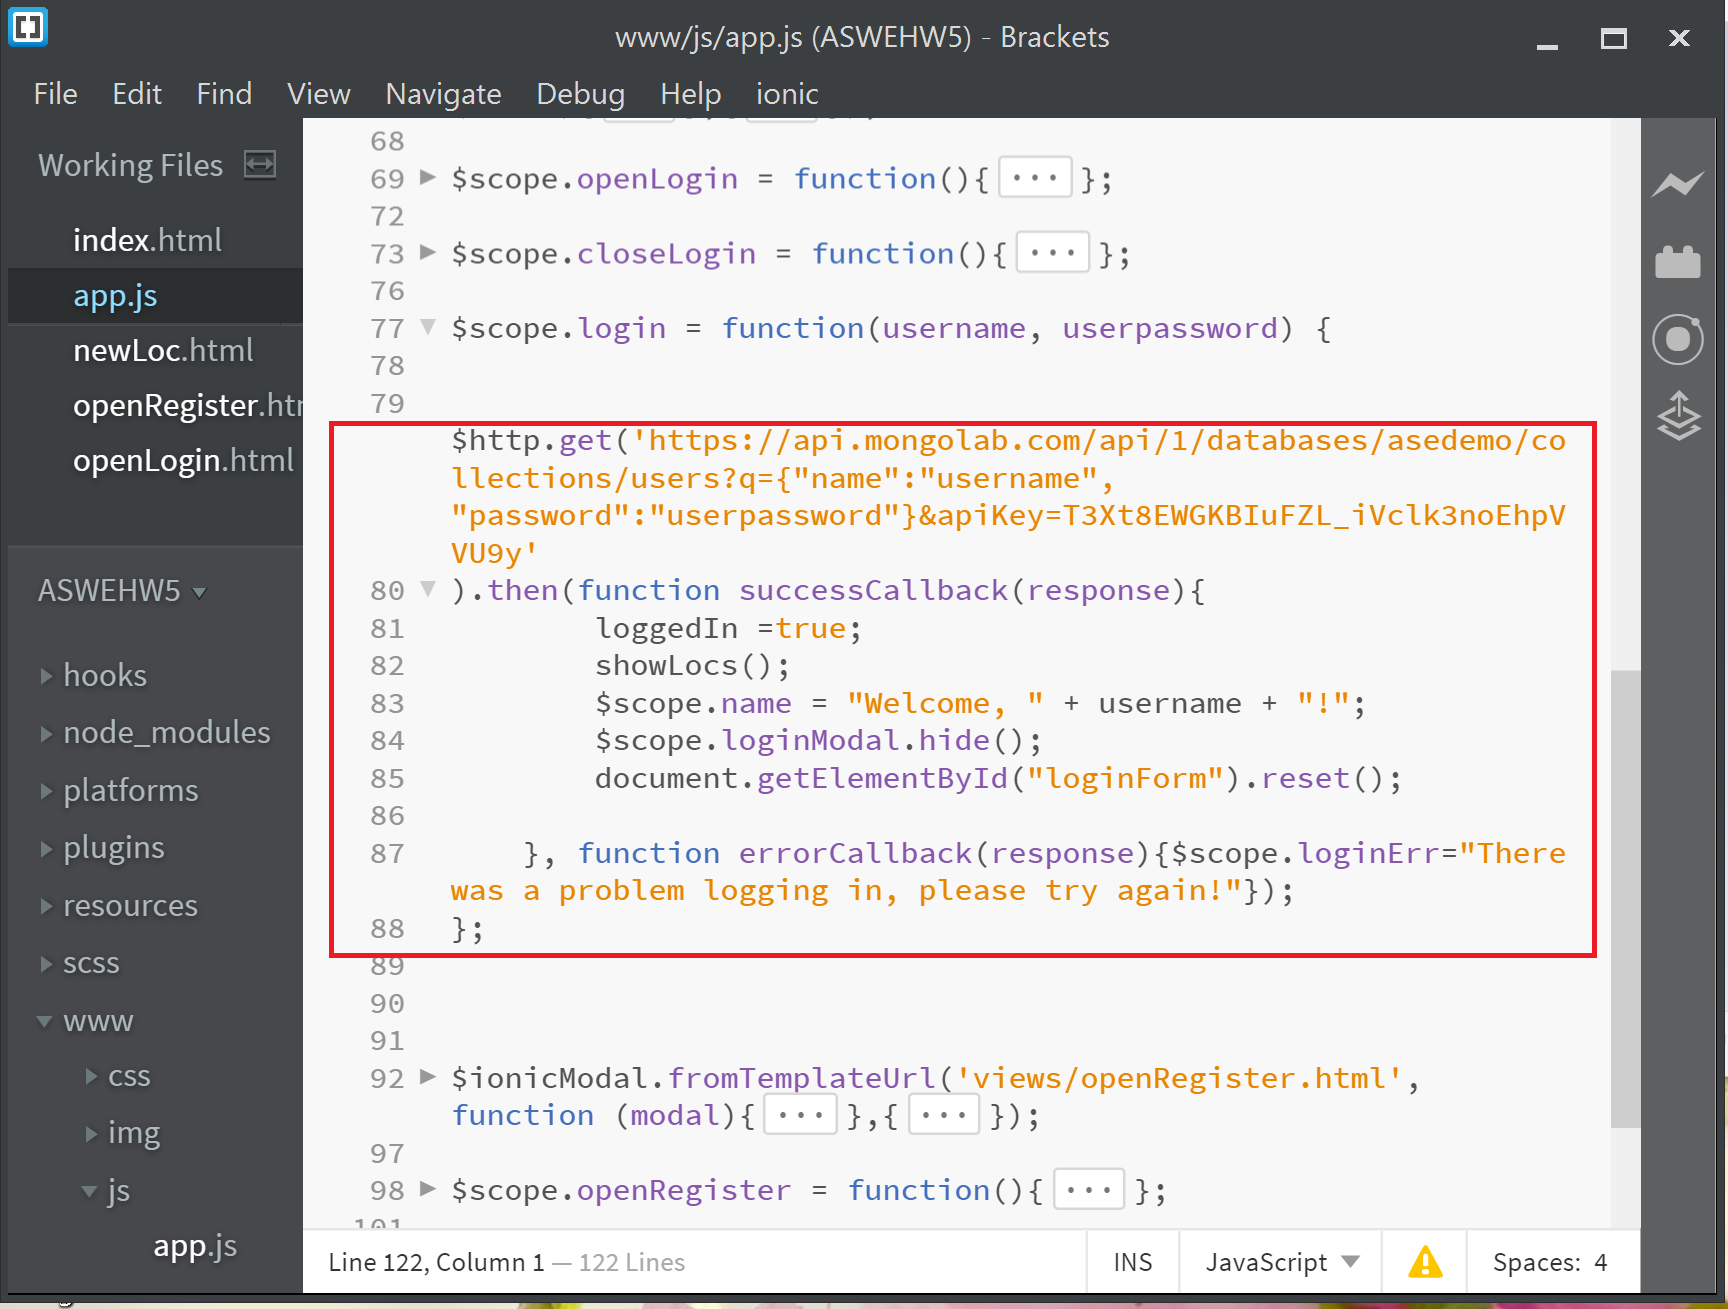 www/js/app.js (ASWEHW5) - Brackets
File Edit Find View Navigate Debug Help ionic
Working Files
index.html
app.js
newLoc.html
openRegister.htm
openLogin.html
ASWEHW5
hooks
node_modules
platforms
plugins
resources
scss
www
css
img
js
app.js
68
69 $scope.openLogin = function(){ ··· };
72
73 $scope.closeLogin = function(){ ··· };
76
77 $scope.login = function(username, userpassword) {
78
79
$http.get('https://api.mongolab.com/api/1/databases/asedemo/co
llections/users?q={"name":"username",
"password":"userpassword"}&apiKey=T3Xt8EWGKBIuFZL_iVclk3noEhpV
VU9y'
80 ).then(function successCallback(response){
81 loggedIn =true;
82 showLocs();
83 $scope.name = "Welcome, " + username + "!";
84 $scope.loginModal.hide();
85 document.getElementById("loginForm").reset();
86
87 }, function errorCallback(response){$scope.loginErr="There
was a problem logging in, please try again!"});
88 };
89
90
91
92 $ionicModal.fromTemplateUrl('views/openRegister.html',
function (modal){ ··· },{ ··· });
97
98 $scope.openRegister = function(){ ··· };
101
Line 122, Column 1 — 122 Lines
INS JavaScript Spaces: 4